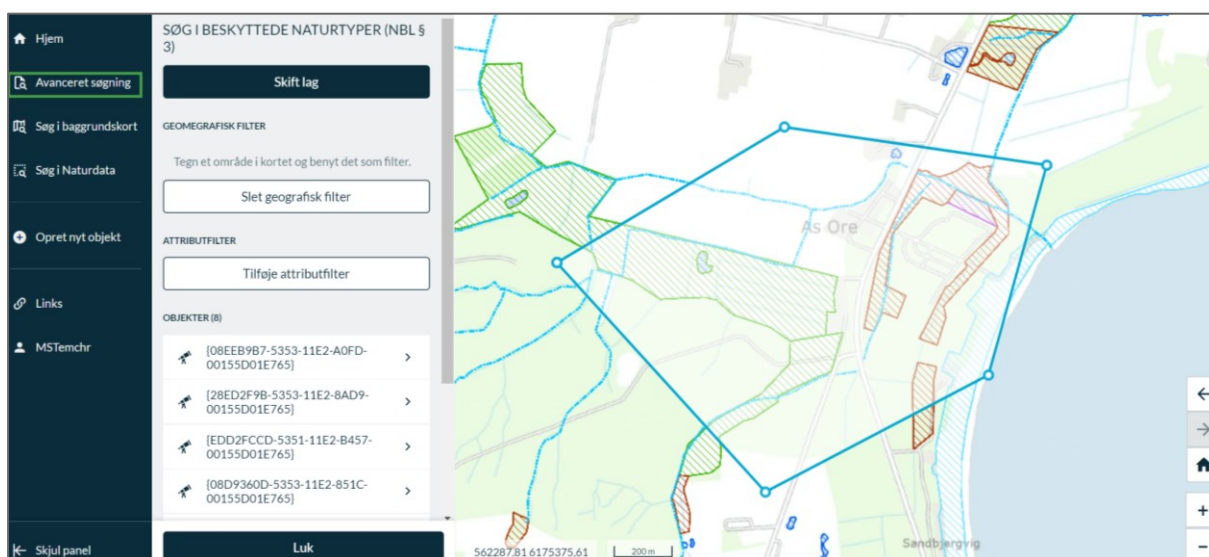 Hjem
Avanceret søgning
Søg i baggrundskort
Søg i Naturdata
Opret nyt objekt
Links
MSTemchr
Skjul panel
SØG I BESKYTTEDE NATURTYPER (NBL §
3)
Skift lag
GEOMEGRAFISK FILTER
Tegn et område i kortet og benyt det som filter.
Slet geografisk filter
ATTRIBUTFILTER
Tilføje attributfilter
OBJEKTER (8)
{08EEB9B7-5353-11E2-A0FD-
00155D01E765}
{28ED2F9B-5353-11E2-8AD9-
00155D01E765}
{EDD2FCCD-5351-11E2-B457-
00155D01E765}
{08D9360D-5353-11E2-851C-
00155D01E765}
Luk
As Ore
Sandbjergvig
562287,81 6175375,61
200 m